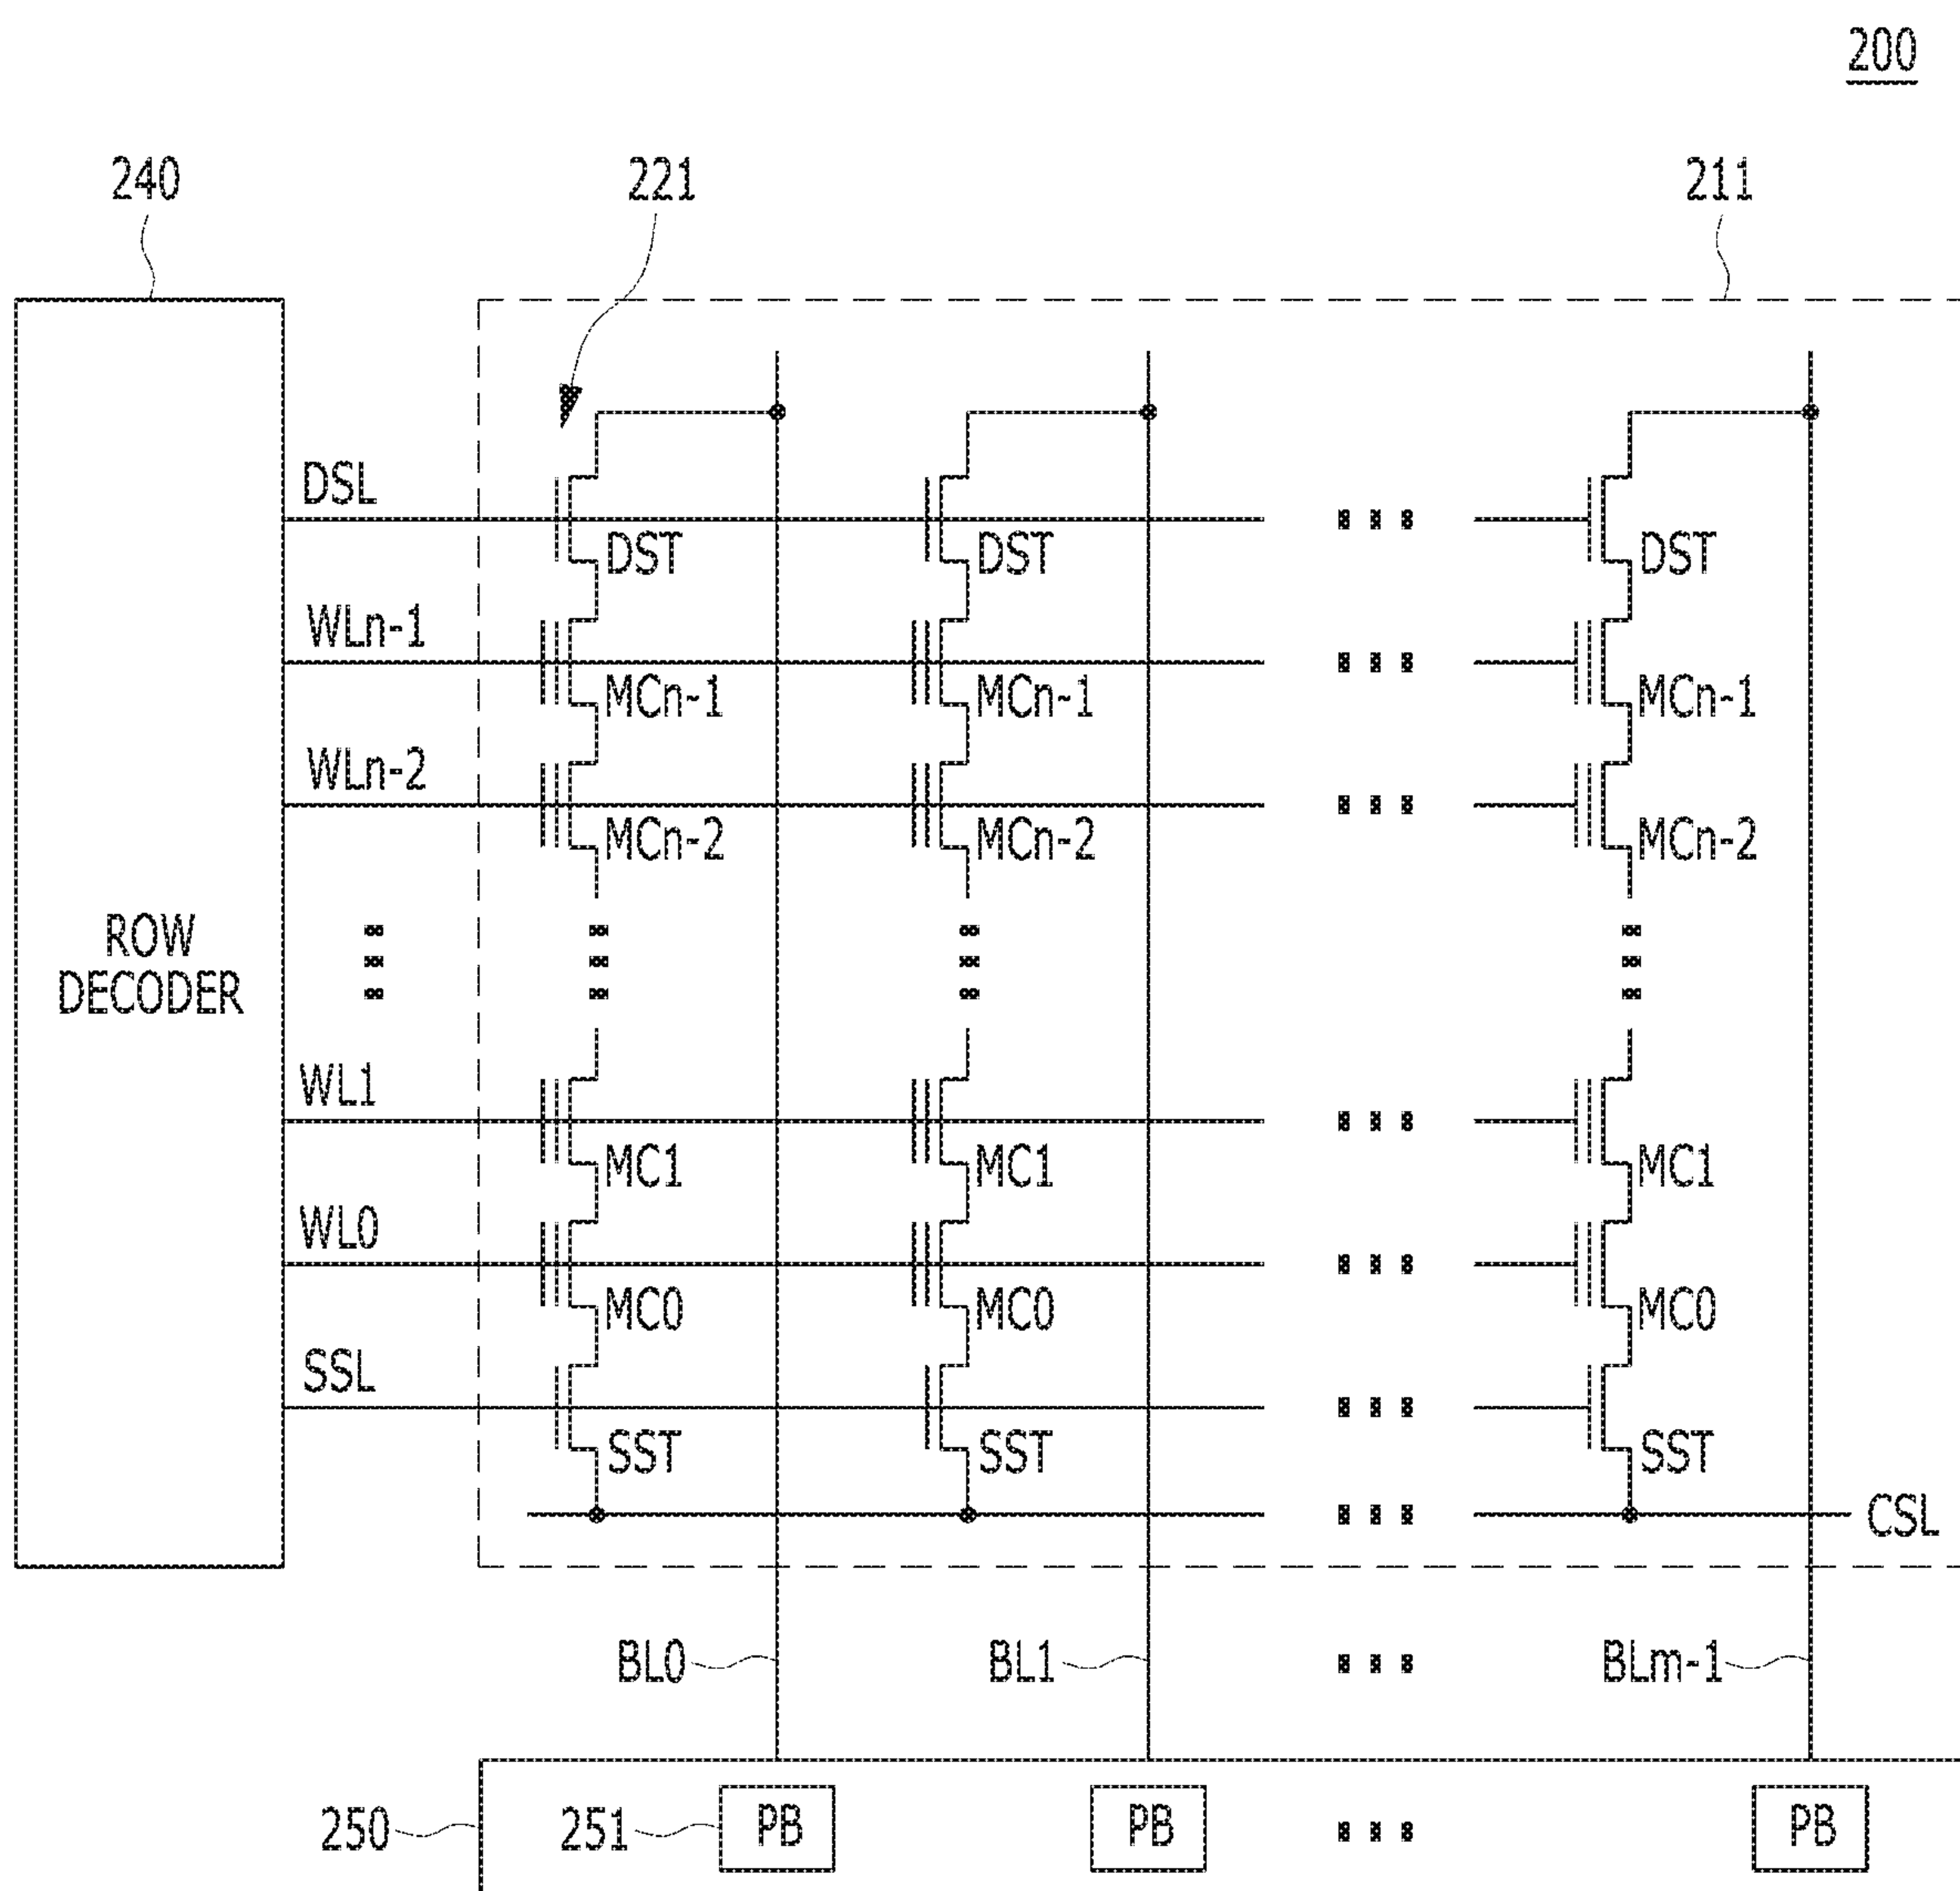 200
240 221 211
DSL
DST DST DST
WLn-1
MCn-1 MCn-1 MCn-1
WLn-2
MCn-2 MCn-2 MCn-2
ROW
DECODER
WL1
MC1 MC1 MC1
WL0
MC0 MC0 MC0
SSL
SST SST SST
CSL
BL0 BL1 BLm-1
250 251 PB PB PB